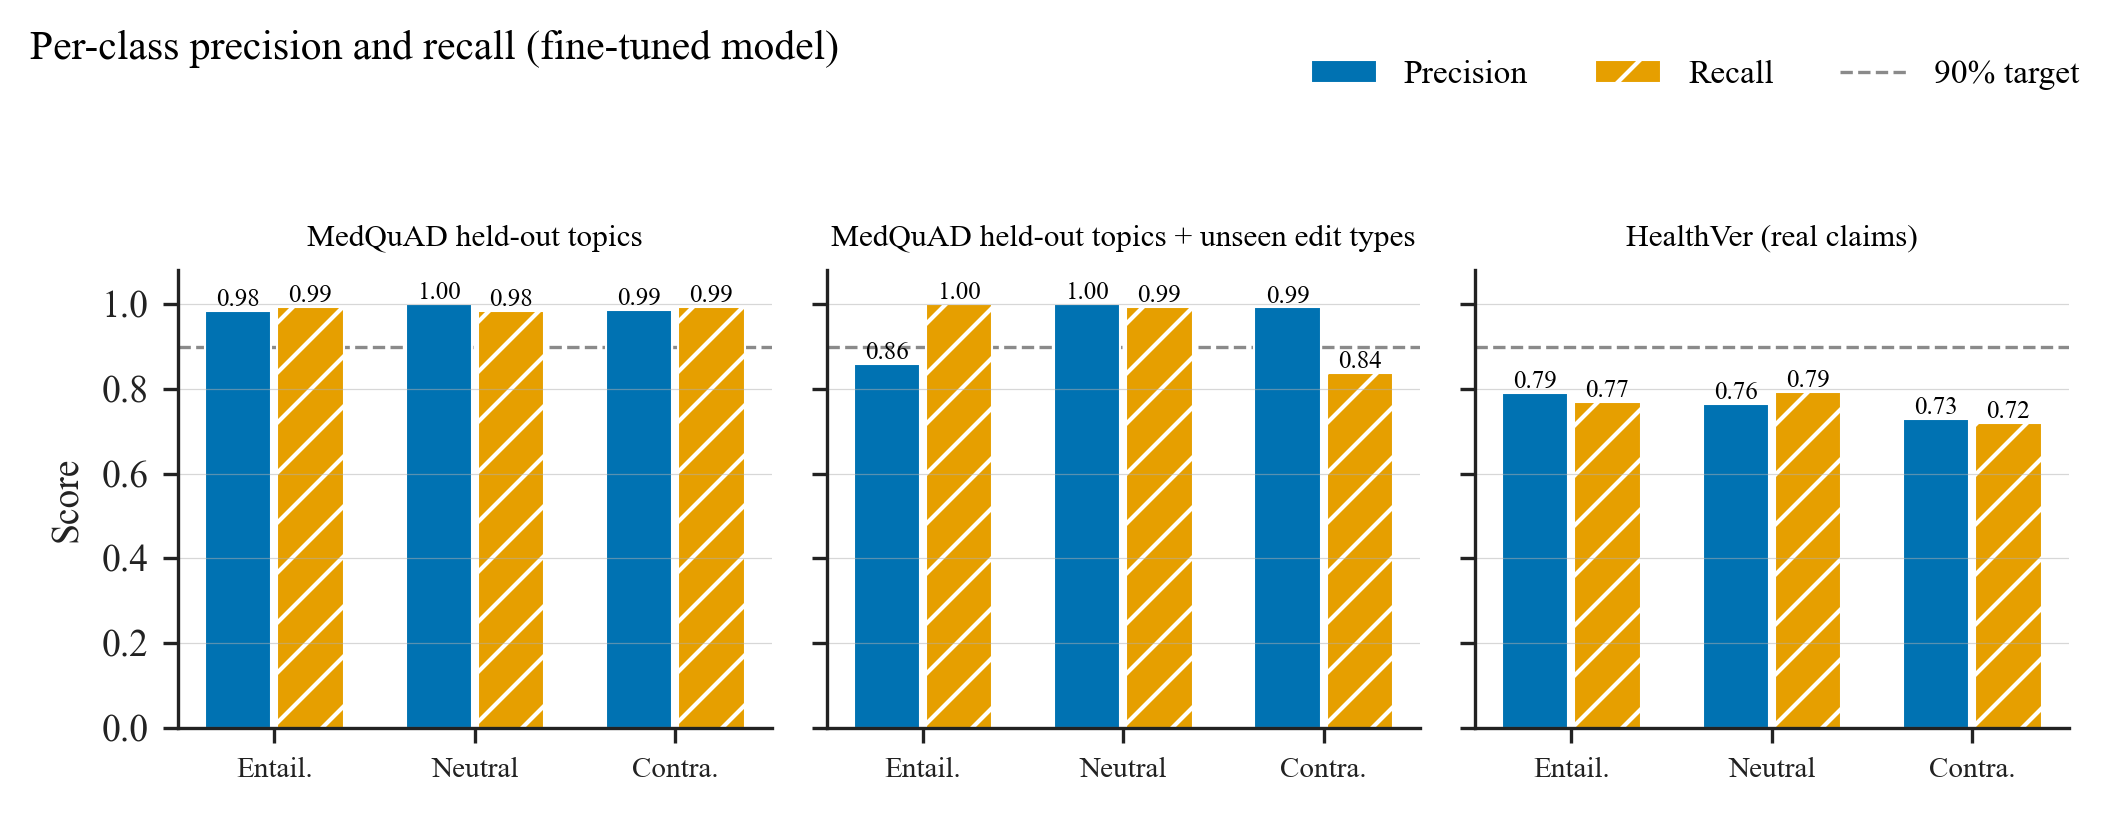 Per-class precision and recall (fine-tuned model)
Precision
Recall
90% target
MedQuAD held-out topics
MedQuAD held-out topics + unseen edit types
HealthVer (real claims)
Score
1.0
0.8
0.6
0.4
0.2
0.0
0.98 0.99 1.00 0.98 0.99 0.99
Entail. Neutral Contra.
0.86 1.00 1.00 0.99 0.99 0.84
Entail. Neutral Contra.
0.79 0.77 0.76 0.79 0.73 0.72
Entail. Neutral Contra.